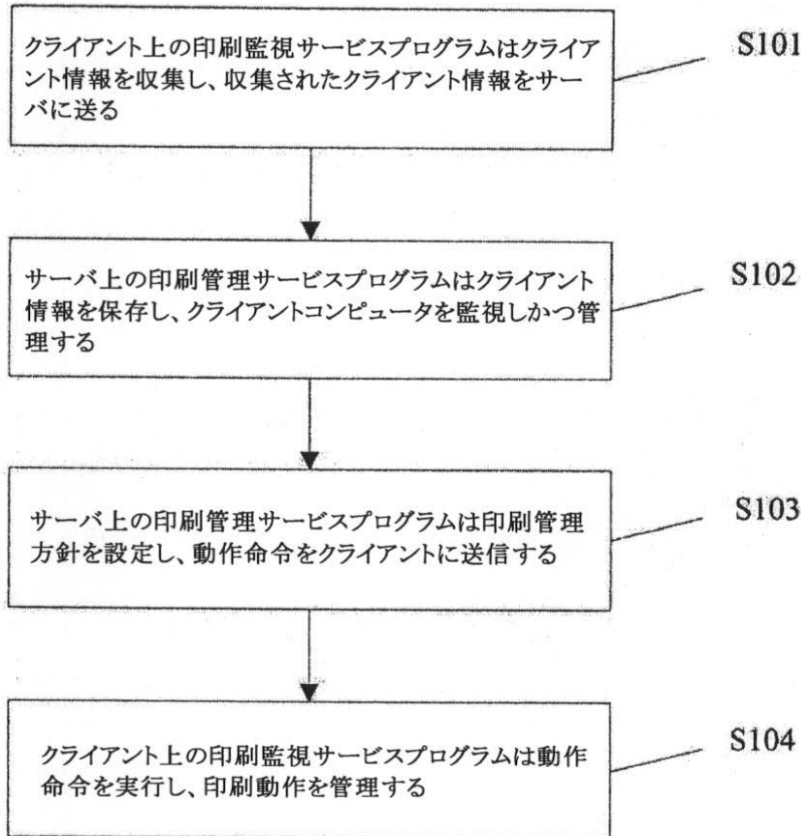 クライアント上の印刷監視サービスプログラムはクライア
ント情報を収集し、収集されたクライアント情報をサー
バに送る
S101
サーバ上の印刷管理サービスプログラムはクライアント
情報を保存し、クライアントコンピュータを監視しかつ管
理する
S102
サーバ上の印刷管理サービスプログラムは印刷管理
方針を設定し、動作命令をクライアントに送信する
S103
クライアント上の印刷監視サービスプログラムは動作
命令を実行し、印刷動作を管理する
S104